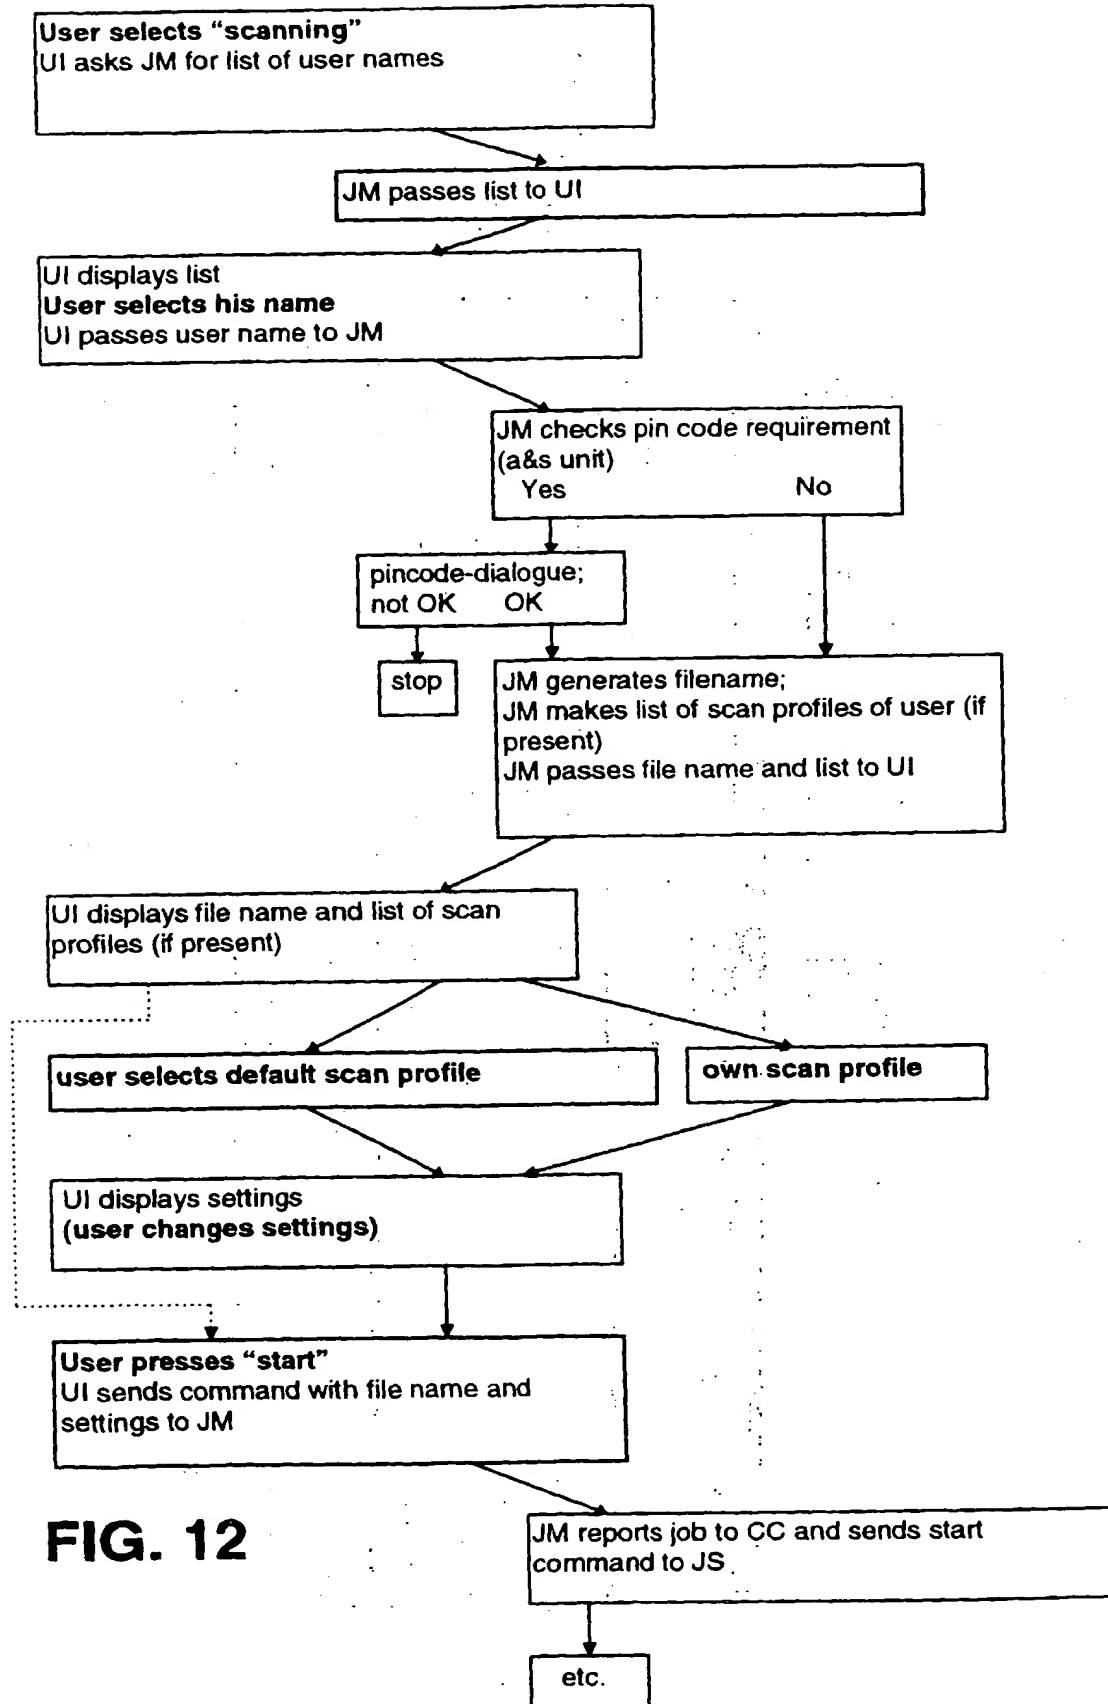 User selects “scanning”
UI asks JM for list of user names
JM passes list to UI
UI displays list
User selects his name
UI passes user name to JM
JM checks pin code requirement
(a&s unit)
Yes No
pincode-dialogue;
not OK OK
stop
JM generates filename;
JM makes list of scan profiles of user (if
present)
JM passes file name and list to UI
UI displays file name and list of scan
profiles (if present)
user selects default scan profile
own scan profile
UI displays settings
(user changes settings)
User presses “start”
UI sends command with file name and
settings to JM
JM reports job to CC and sends start
command to JS
etc.
FIG. 12